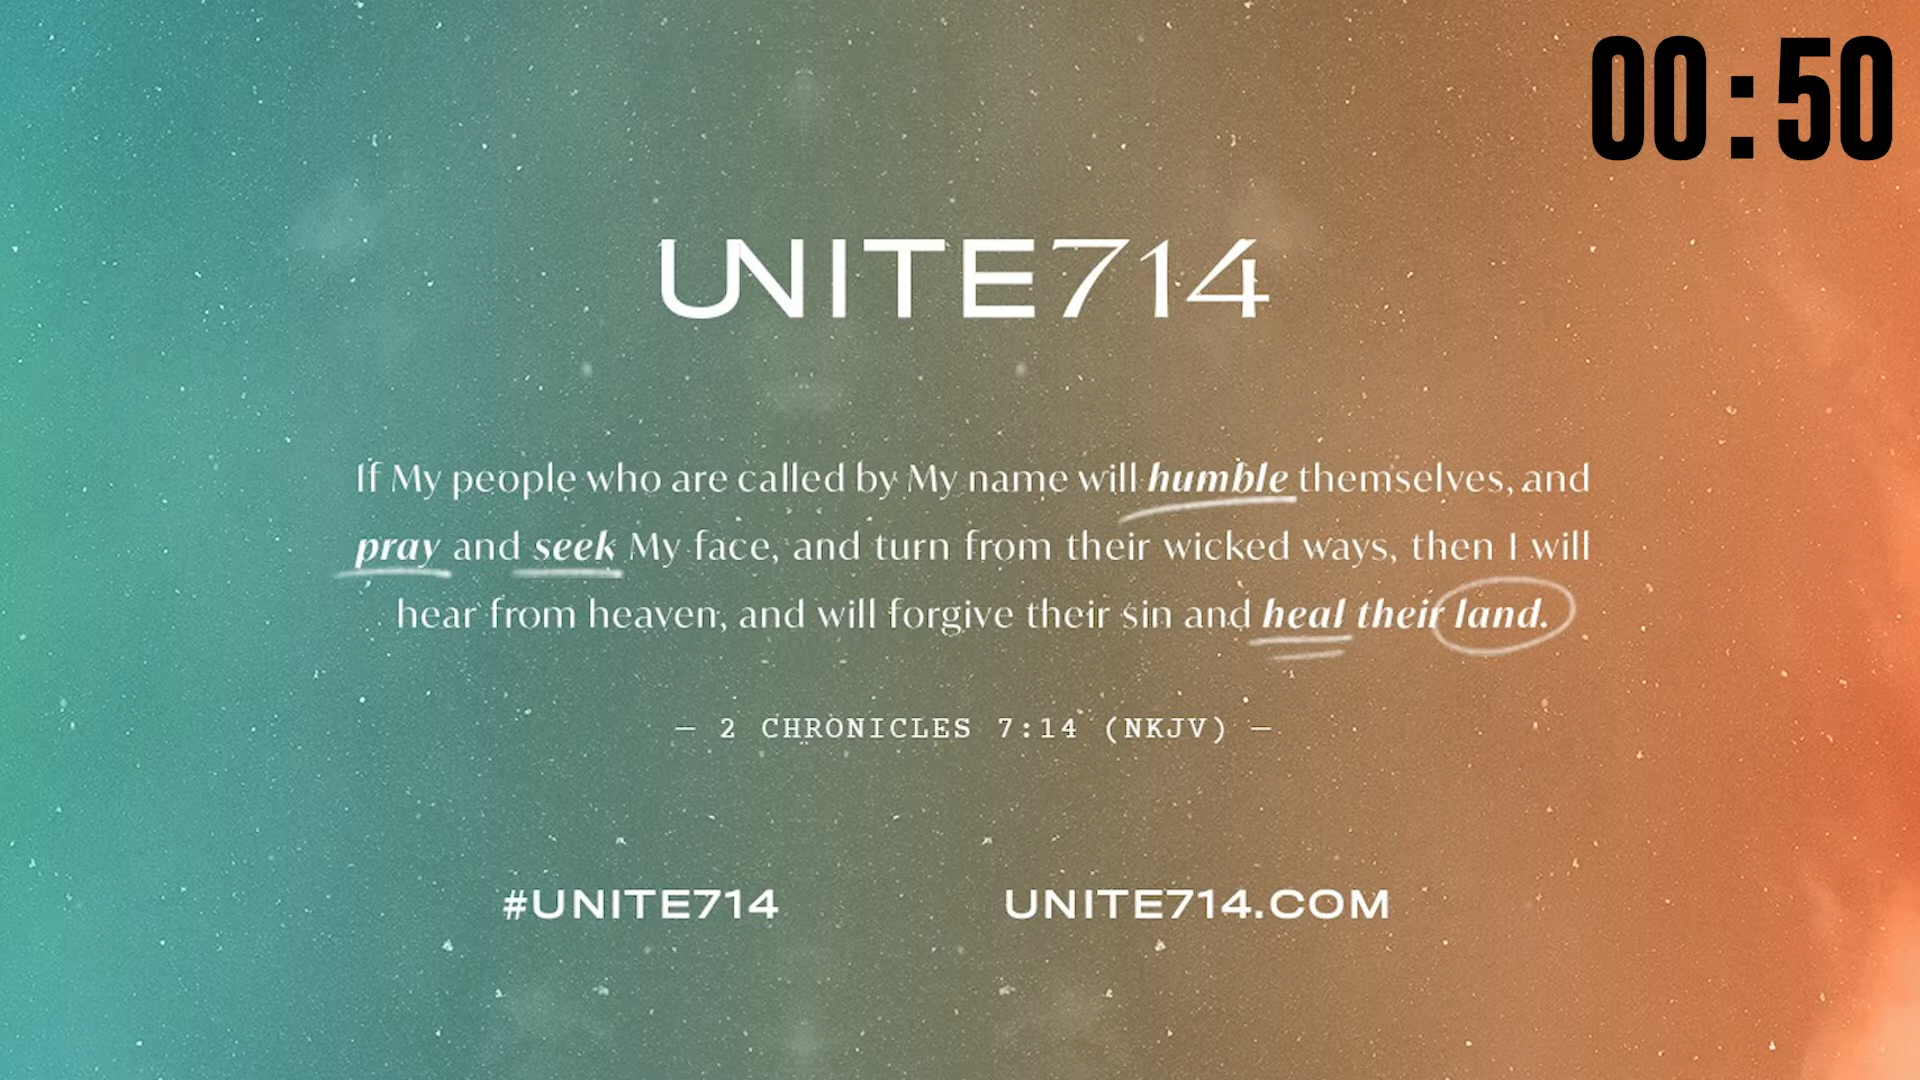 00:50
UNITE714
If My people who are called by My name will humble themselves, and
pray and seek My face, and turn from their wicked ways, then I will
hear from heaven, and will forgive their sin and heal their land.
— 2 CHRONICLES 7:14 (NKJV) —
#UNITE714 UNITE714.COM